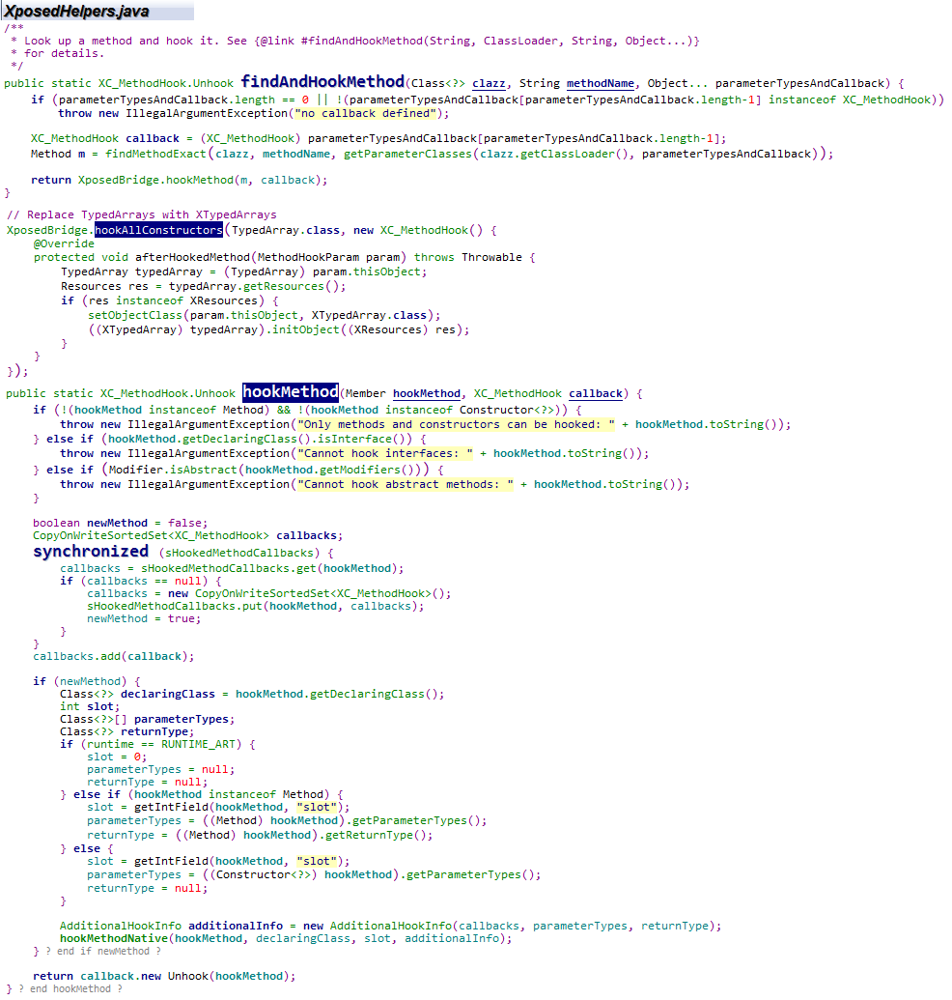 XposedHelpers.java
/**
 * Look up a method and hook it. See {@link #findAndHookMethod(String, ClassLoader, String, Object...)}
 * for details.
 */
public static XC_MethodHook.Unhook findAndHookMethod(Class<?> clazz, String methodName, Object... parameterTypesAndCallback) {
    if (parameterTypesAndCallback.length == 0 || !(parameterTypesAndCallback[parameterTypesAndCallback.length-1] instanceof XC_MethodHook))
        throw new IllegalArgumentException("no callback defined");

    XC_MethodHook callback = (XC_MethodHook) parameterTypesAndCallback[parameterTypesAndCallback.length-1];
    Method m = findMethodExact(clazz, methodName, getParameterClasses(clazz.getClassLoader(), parameterTypesAndCallback));

    return XposedBridge.hookMethod(m, callback);
}
// Replace TypedArrays with XTypedArrays
XposedBridge.hookAllConstructors(TypedArray.class, new XC_MethodHook() {
    @Override
    protected void afterHookedMethod(MethodHookParam param) throws Throwable {
        TypedArray typedArray = (TypedArray) param.thisObject;
        Resources res = typedArray.getResources();
        if (res instanceof XResources) {
            setObjectClass(param.thisObject, XTypedArray.class);
            ((XTypedArray) typedArray).initObject((XResources) res);
        }
    }
});
public static XC_MethodHook.Unhook hookMethod(Member hookMethod, XC_MethodHook callback) {
    if (!(hookMethod instanceof Method) && !(hookMethod instanceof Constructor<?>)) {
        throw new IllegalArgumentException("Only methods and constructors can be hooked: " + hookMethod.toString());
    } else if (hookMethod.getDeclaringClass().isInterface()) {
        throw new IllegalArgumentException("Cannot hook interfaces: " + hookMethod.toString());
    } else if (Modifier.isAbstract(hookMethod.getModifiers())) {
        throw new IllegalArgumentException("Cannot hook abstract methods: " + hookMethod.toString());
    }

    boolean newMethod = false;
    CopyOnWriteSortedSet<XC_MethodHook> callbacks;
    synchronized (sHookedMethodCallbacks) {
        callbacks = sHookedMethodCallbacks.get(hookMethod);
        if (callbacks == null) {
            callbacks = new CopyOnWriteSortedSet<XC_MethodHook>();
            sHookedMethodCallbacks.put(hookMethod, callbacks);
            newMethod = true;
        }
    }
    callbacks.add(callback);

    if (newMethod) {
        Class<?> declaringClass = hookMethod.getDeclaringClass();
        int slot;
        Class<?>[] parameterTypes;
        Class<?> returnType;
        if (runtime == RUNTIME_ART) {
            slot = 0;
            parameterTypes = null;
            returnType = null;
        } else if (hookMethod instanceof Method) {
            slot = getIntField(hookMethod, "slot");
            parameterTypes = ((Method) hookMethod).getParameterTypes();
            returnType = ((Method) hookMethod).getReturnType();
        } else {
            slot = getIntField(hookMethod, "slot");
            parameterTypes = ((Constructor<?>) hookMethod).getParameterTypes();
            returnType = null;
        }

        AdditionalHookInfo additionalInfo = new AdditionalHookInfo(callbacks, parameterTypes, returnType);
        hookMethodNative(hookMethod, declaringClass, slot, additionalInfo);
    } ? end if newMethod ?

    return callback.new Unhook(hookMethod);
} ? end hookMethod ?